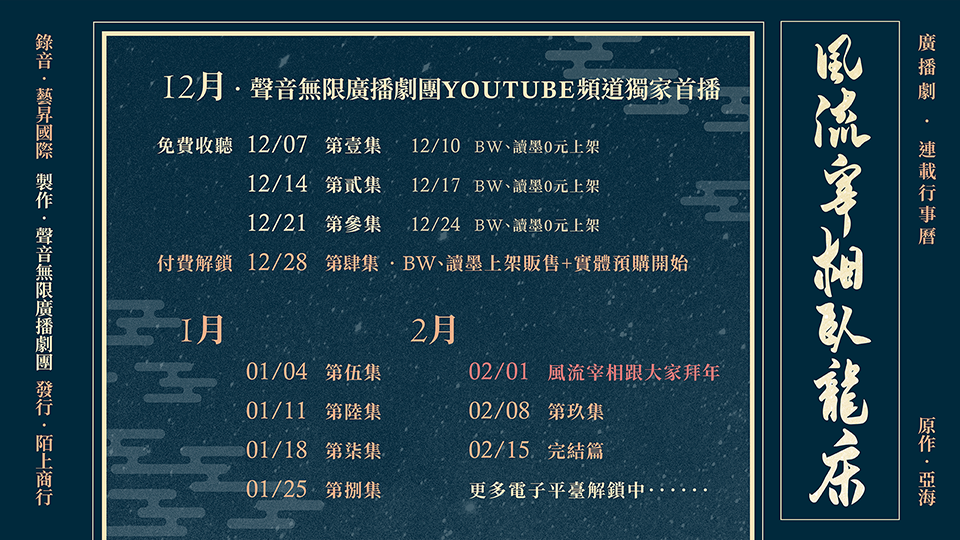 廣播劇 · 連載行事曆
原作 · 亞海
風流宰相臥龍床
12月 · 聲音無限廣播劇團YOUTUBE頻道獨家首播
免費收聽 12/07 第壹集 12/10 BW、讀墨0元上架
12/14 第貳集 12/17 BW、讀墨0元上架
12/21 第參集 12/24 BW、讀墨0元上架
付費解鎖 12/28 第肆集 · BW、讀墨上架販售+實體預購開始
1月
01/04 第伍集
01/11 第陸集
01/18 第柒集
01/25 第捌集
2月
02/01 風流宰相跟大家拜年
02/08 第玖集
02/15 完結篇
更多電子平臺解鎖中······
錄音 · 藝昇國際 製作 · 聲音無限廣播劇團 發行 · 陌上商行